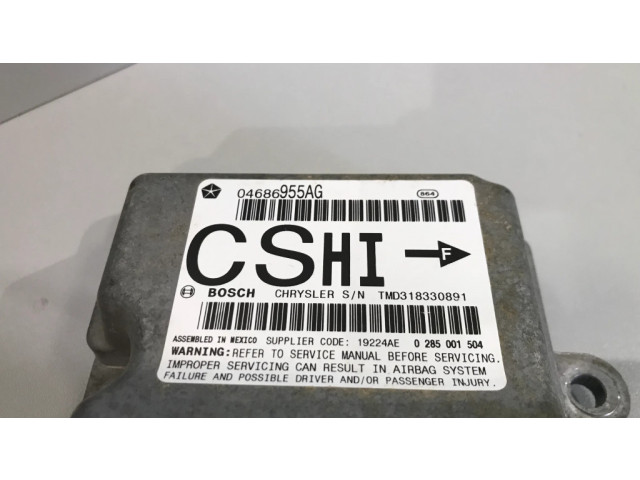 04686955AG 864
CSHI F
BOSCH CHRYSLER S/N TMD318330891
ASSEMBLED IN MEXICO SUPPLIER CODE: 19224AE 0 285 001 504
WARNING: REFER TO SERVICE MANUAL BEFORE SERVICING.
IMPROPER SERVICING CAN RESULT IN AIRBAG SYSTEM
FAILURE AND POSSIBLE DRIVER AND/OR PASSENGER INJURY.